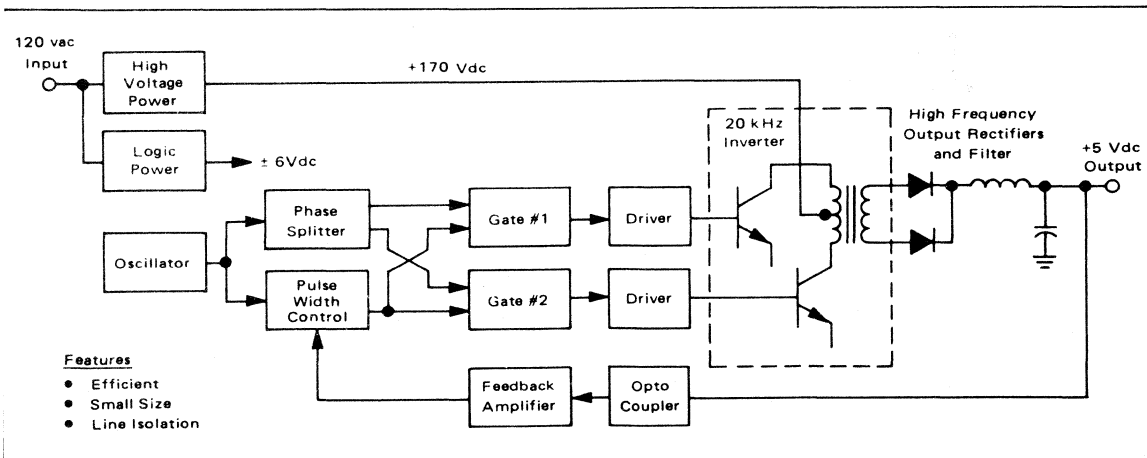 120 vac
Input
High
Voltage
Power
+170 Vdc
Logic
Power
± 6Vdc
20 kHz
Inverter
High Frequency
Output Rectifiers
and Filter
+5 Vdc
Output
Phase
Splitter
Gate #1
Driver
Oscillator
Pulse
Width
Control
Gate #2
Driver
Features
● Efficient
● Small Size
● Line Isolation
Feedback
Amplifier
Opto
Coupler